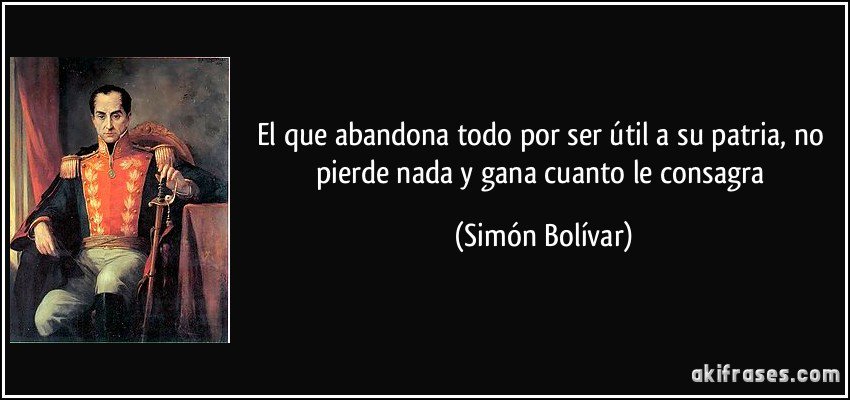 El que abandona todo por ser útil a su patria, no
pierde nada y gana cuanto le consagra
(Simón Bolívar)
akifrases.com